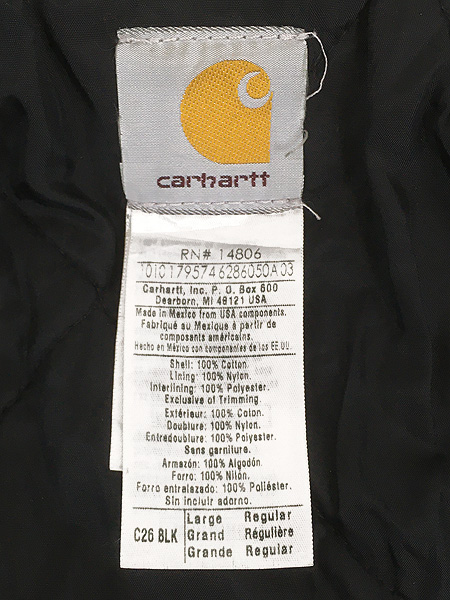 carhartt
RN# 14806
01C1795746286050A03
Carhartt, Inc. P. O. Box 600
Dearborn, MI 48121 USA
Made in Mexico from USA components.
Fabriqué au Mexique à partir de
composants américains.
Hecho en México con componentes de los EE.UU.
Shell: 100% Cotton.
Lining: 100% Nylon.
Interlining: 100% Polyester.
Exclusive of Trimming.
Extérieur: 100% Coton.
Doublure: 100% Nylon.
Entredoublure: 100% Polyester.
Sans garniture.
Armazón: 100% Algodón.
Forro: 100% Nilón.
Forro entrelazado: 100% Poliéster.
Sin incluir adorno.
C26 BLK
Large Regular
Grand Régulière
Grande Regular